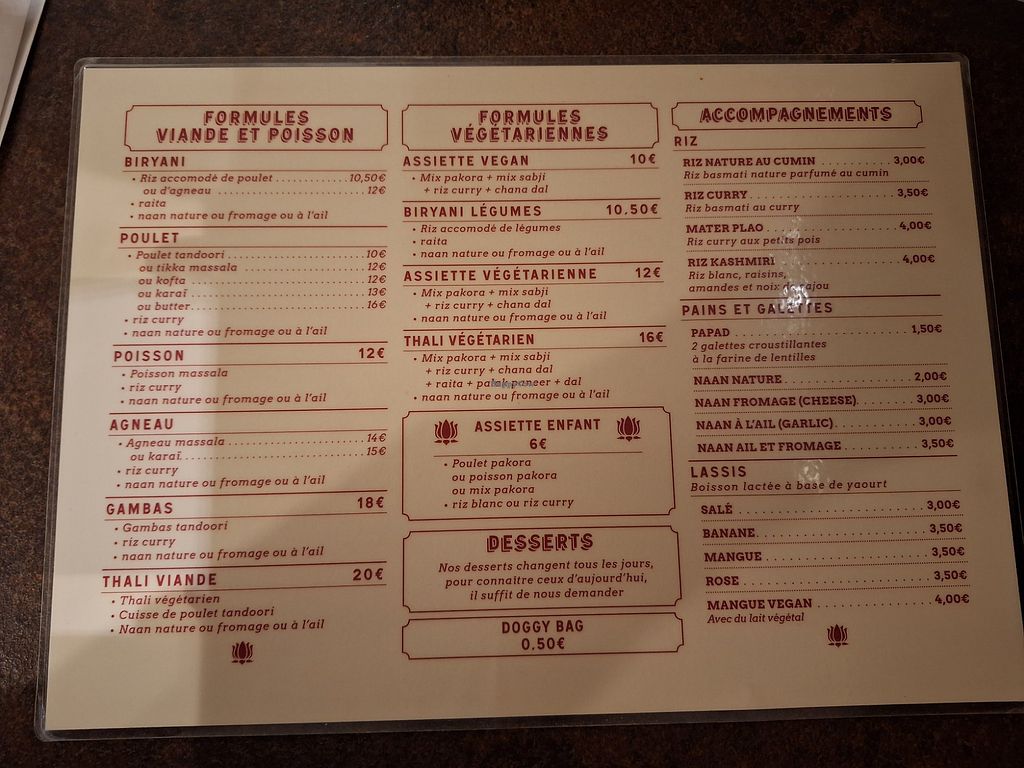 FORMULES
VIANDE ET POISSON
BIRYANI
• Riz accomodé de poulet ..................... 10,50€
ou d'agneau ..................... 12€
• raita
• naan nature ou fromage ou à l'ail
POULET
• Poulet tandoori ..................... 10€
ou tikka massala ..................... 12€
ou kofta ..................... 12€
ou karaï ..................... 13€
ou butter ..................... 16€
• riz curry
• naan nature ou fromage ou à l'ail
POISSON 12€
• Poisson massala
• riz curry
• naan nature ou fromage ou à l'ail
AGNEAU
• Agneau massala ..................... 14€
ou karaï ..................... 15€
• riz curry
• naan nature ou fromage ou à l'ail
GAMBAS 18€
• Gambas tandoori
• riz curry
• naan nature ou fromage ou à l'ail
THALI VIANDE 20€
• Thali végétarien
• Cuisse de poulet tandoori
• Naan nature ou fromage ou à l'ail
FORMULES
VÉGÉTARIENNES
ASSIETTE VEGAN 10€
• Mix pakora + mix sabji
+ riz curry + chana dal
BIRYANI LÉGUMES 10.50€
• Riz accomodé de légumes
• raita
• naan nature ou fromage ou à l'ail
ASSIETTE VÉGÉTARIENNE 12€
• Mix pakora + mix sabji
+ riz curry + chana dal
• naan nature ou fromage ou à l'ail
THALI VÉGÉTARIEN 16€
• Mix pakora + mix sabji
+ riz curry + chana dal
+ raita + palak paneer + dal
• naan nature ou fromage ou à l'ail
ASSIETTE ENFANT
6€
• Poulet pakora
ou poisson pakora
ou mix pakora
• riz blanc ou riz curry
DESSERTS
Nos desserts changent tous les jours,
pour connaître ceux d'aujourd'hui,
il suffit de nous demander
DOGGY BAG
0.50€
ACCOMPAGNEMENTS
RIZ
RIZ NATURE AU CUMIN ..................... 3,00€
Riz basmati nature parfumé au cumin
RIZ CURRY ..................... 3,50€
Riz basmati au curry
MATER PLAO ..................... 4,00€
Riz curry aux petits pois
RIZ KASHMIRI ..................... 4,00€
Riz blanc, raisins,
amandes et noix de cajou
PAINS ET GALETTES
PAPAD ..................... 1,50€
2 galettes croustillantes
à la farine de lentilles
NAAN NATURE ..................... 2,00€
NAAN FROMAGE (CHEESE) ..................... 3,00€
NAAN À L'AIL (GARLIC) ..................... 3,00€
NAAN AIL ET FROMAGE ..................... 3,50€
LASSIS
Boisson lactée à base de yaourt
SALÉ ..................... 3,00€
BANANE ..................... 3,50€
MANGUE ..................... 3,50€
ROSE ..................... 3,50€
MANGUE VEGAN ..................... 4,00€
Avec du lait végétal